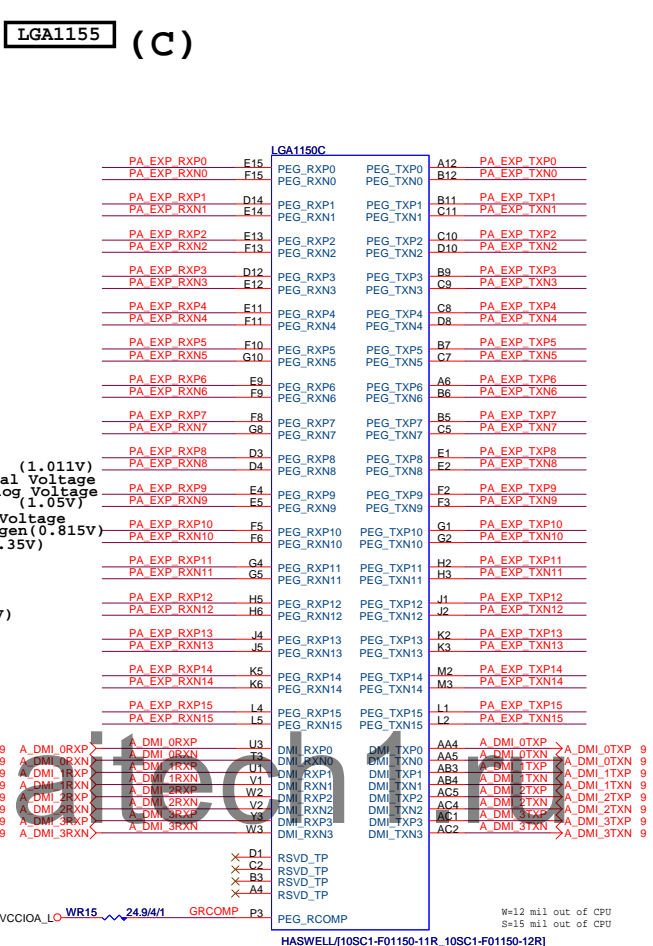 LGA1155 (C)
LGA1150C
PA_EXP_RXP0 E15 PEG_RXP0 PEG_TXP0 A12 PA_EXP_TXP0
PA_EXP_RXN0 F15 PEG_RXN0 PEG_TXN0 B12 PA_EXP_TXN0
PA_EXP_RXP1 D14 PEG_RXP1 PEG_TXP1 B11 PA_EXP_TXP1
PA_EXP_RXN1 E14 PEG_RXN1 PEG_TXN1 C11 PA_EXP_TXN1
PA_EXP_RXP2 E13 PEG_RXP2 PEG_TXP2 C10 PA_EXP_TXP2
PA_EXP_RXN2 F13 PEG_RXN2 PEG_TXN2 D10 PA_EXP_TXN2
PA_EXP_RXP3 D12 PEG_RXP3 PEG_TXP3 B9 PA_EXP_TXP3
PA_EXP_RXN3 E12 PEG_RXN3 PEG_TXN3 C9 PA_EXP_TXN3
PA_EXP_RXP4 E11 PEG_RXP4 PEG_TXP4 C8 PA_EXP_TXP4
PA_EXP_RXN4 F11 PEG_RXN4 PEG_TXN4 D8 PA_EXP_TXN4
PA_EXP_RXP5 F10 PEG_RXP5 PEG_TXP5 B7 PA_EXP_TXP5
PA_EXP_RXN5 G10 PEG_RXN5 PEG_TXN5 C7 PA_EXP_TXN5
PA_EXP_RXP6 E9 PEG_RXP6 PEG_TXP6 A6 PA_EXP_TXP6
PA_EXP_RXN6 F9 PEG_RXN6 PEG_TXN6 B6 PA_EXP_TXN6
PA_EXP_RXP7 F8 PEG_RXP7 PEG_TXP7 B5 PA_EXP_TXP7
PA_EXP_RXN7 G8 PEG_RXN7 PEG_TXN7 C5 PA_EXP_TXN7
PA_EXP_RXP8 D3 PEG_RXP8 PEG_TXP8 E1 PA_EXP_TXP8
(1.011V) PA_EXP_RXN8 D4 PEG_RXN8 PEG_TXN8 E2 PA_EXP_TXN8
al Voltage
og Voltage PA_EXP_RXP9 E4 PEG_RXP9 PEG_TXP9 F2 PA_EXP_TXP9
(1.05V) PA_EXP_RXN9 E5 PEG_RXN9 PEG_TXN9 F3 PA_EXP_TXN9
Voltage PA_EXP_RXP10 F5 PEG_RXP10 PEG_TXP10 G1 PA_EXP_TXP10
gen(0.815V) PA_EXP_RXN10 F6 PEG_RXN10 PEG_TXN10 G2 PA_EXP_TXN10
.35V)
PA_EXP_RXP11 G4 PEG_RXP11 PEG_TXP11 H2 PA_EXP_TXP11
PA_EXP_RXN11 G5 PEG_RXN11 PEG_TXN11 H3 PA_EXP_TXN11
PA_EXP_RXP12 H5 PEG_RXP12 PEG_TXP12 J1 PA_EXP_TXP12
V) PA_EXP_RXN12 H6 PEG_RXN12 PEG_TXN12 J2 PA_EXP_TXN12
PA_EXP_RXP13 J4 PEG_RXP13 PEG_TXP13 K2 PA_EXP_TXP13
PA_EXP_RXN13 J5 PEG_RXN13 PEG_TXN13 K3 PA_EXP_TXN13
PA_EXP_RXP14 K5 PEG_RXP14 PEG_TXP14 M2 PA_EXP_TXP14
PA_EXP_RXN14 K6 PEG_RXN14 PEG_TXN14 M3 PA_EXP_TXN14
PA_EXP_RXP15 L4 PEG_RXP15 PEG_TXP15 L1 PA_EXP_TXP15
PA_EXP_RXN15 L5 PEG_RXN15 PEG_TXN15 L2 PA_EXP_TXN15
9 A_DMI_0RXP A_DMI_0RXP U3 DMI_RXP0 DMI_TXP0 AA4 A_DMI_0TXP A_DMI_0TXP 9
9 A_DMI_0RXN A_DMI_0RXN T3 DMI_RXN0 DMI_TXN0 AA5 A_DMI_0TXN A_DMI_0TXN 9
9 A_DMI_1RXP A_DMI_1RXP U1 DMI_RXP1 DMI_TXP1 AB3 A_DMI_1TXP A_DMI_1TXP 9
9 A_DMI_1RXN A_DMI_1RXN V1 DMI_RXN1 DMI_TXN1 AB4 A_DMI_1TXN A_DMI_1TXN 9
9 A_DMI_2RXP A_DMI_2RXP W2 DMI_RXP2 DMI_TXP2 AC5 A_DMI_2TXP A_DMI_2TXP 9
9 A_DMI_2RXN A_DMI_2RXN V2 DMI_RXN2 DMI_TXN2 AC4 A_DMI_2TXN A_DMI_2TXN 9
9 A_DMI_3RXP A_DMI_3RXP Y3 DMI_RXP3 DMI_TXP3 AC1 A_DMI_3TXP A_DMI_3TXP 9
9 A_DMI_3RXN A_DMI_3RXN W3 DMI_RXN3 DMI_TXN3 AC2 A_DMI_3TXN A_DMI_3TXN 9
aitech1.ru
D1 RSVD_TP
C2 RSVD_TP
B3 RSVD_TP
A4 RSVD_TP
VCCIOA_L WR15 24.9/4/1 GRCOMP P3 PEG_RCOMP
W=12 mil out of CPU
S=15 mil out of CPU
HASWELL/[10SC1-F01150-11R_10SC1-F01150-12R]